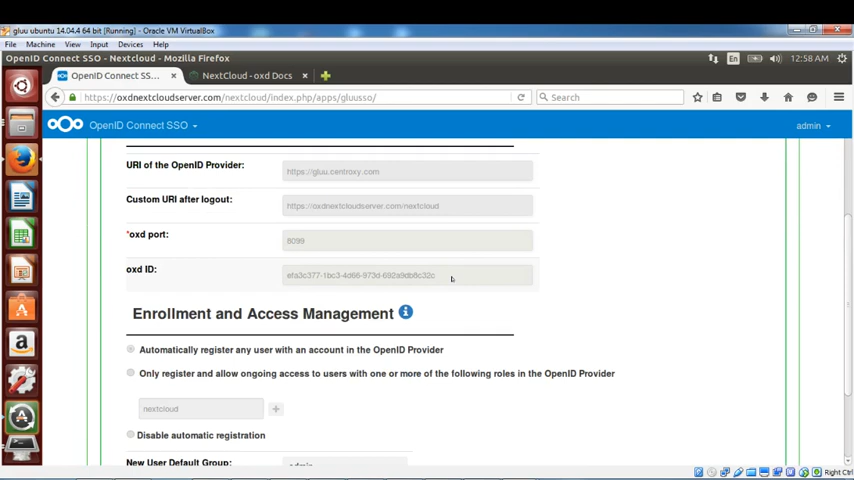 gluu ubuntu 14.04.4 64 bit [Running] - Oracle VM VirtualBox
File Machine View Input Devices Help
OpenID Connect SSO - Nextcloud - Mozilla Firefox
En
12:58 AM
OpenID Connect SS... × NextCloud - oxd Docs ×
https://oxdnextcloudserver.com/nextcloud/index.php/apps/gluusso/
Search
OpenID Connect SSO
admin
URI of the OpenID Provider: https://gluu.centroxy.com
Custom URI after logout: https://oxdnextcloudserver.com/nextcloud
*oxd port: 8099
oxd ID: efa3c377-1bc3-4d66-973d-692a9db8c32c
Enrollment and Access Management
Automatically register any user with an account in the OpenID Provider
Only register and allow ongoing access to users with one or more of the following roles in the OpenID Provider
nextcloud +
Disable automatic registration
New User Default Group: admin
Right Ctrl